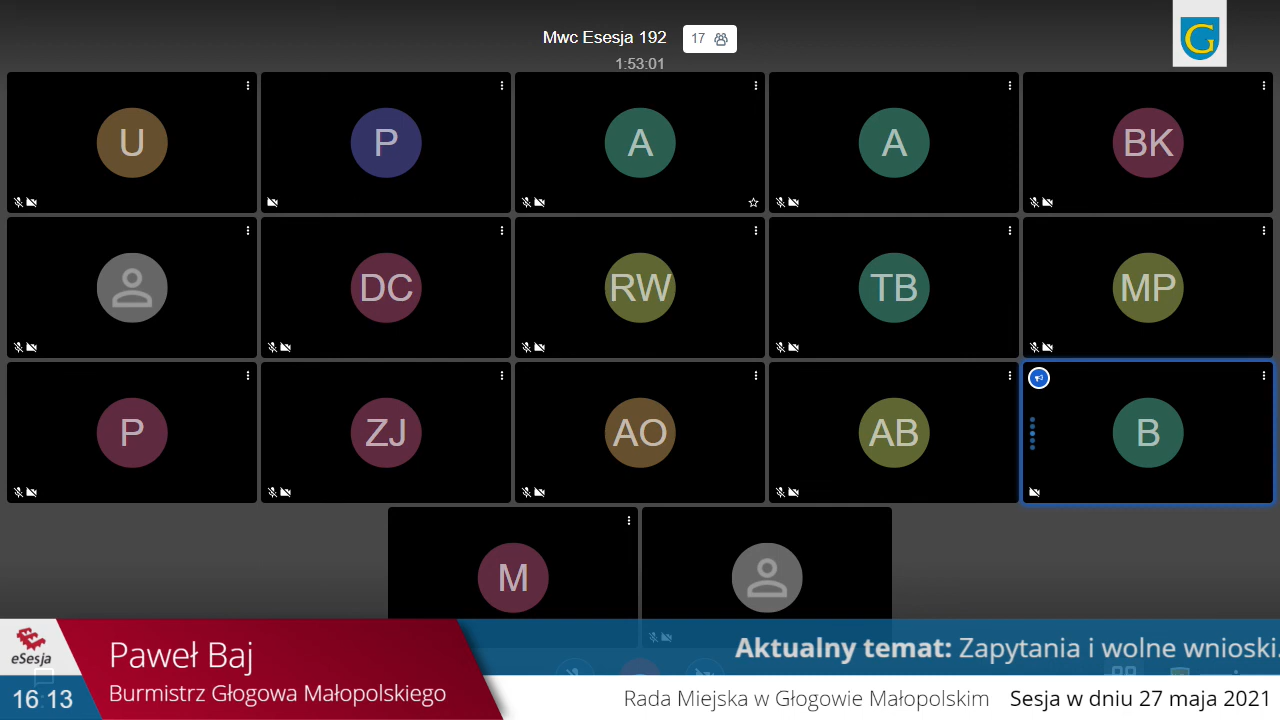 Mwc Esesja 192 17
1:53:01
G
U P A A BK
DC RW TB MP
P ZJ AO AB B
M
eSesja
16:13
Paweł Baj
Burmistrz Głogowa Małopolskiego
Aktualny temat: Zapytania i wolne wnioski.
Rada Miejska w Głogowie Małopolskim Sesja w dniu 27 maja 2021